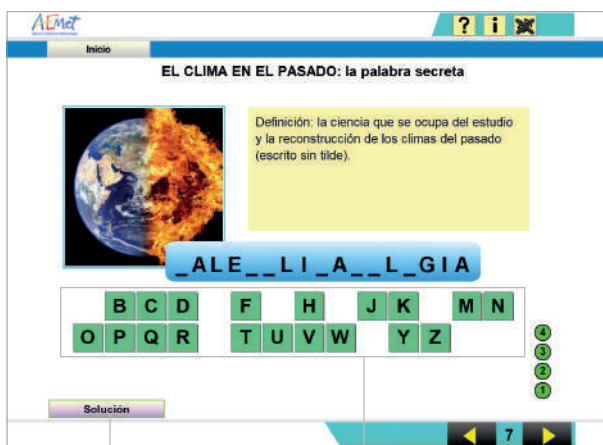 AEmet
? i
Inicio
EL CLIMA EN EL PASADO: la palabra secreta
Definición: la ciencia que se ocupa del estudio
y la reconstrucción de los climas del pasado
(escrito sin tilde).
_ALE__LI_A__L_GIA
B C D F H J K M N
O P Q R T U V W Y Z
4
3
2
1
Solución
7